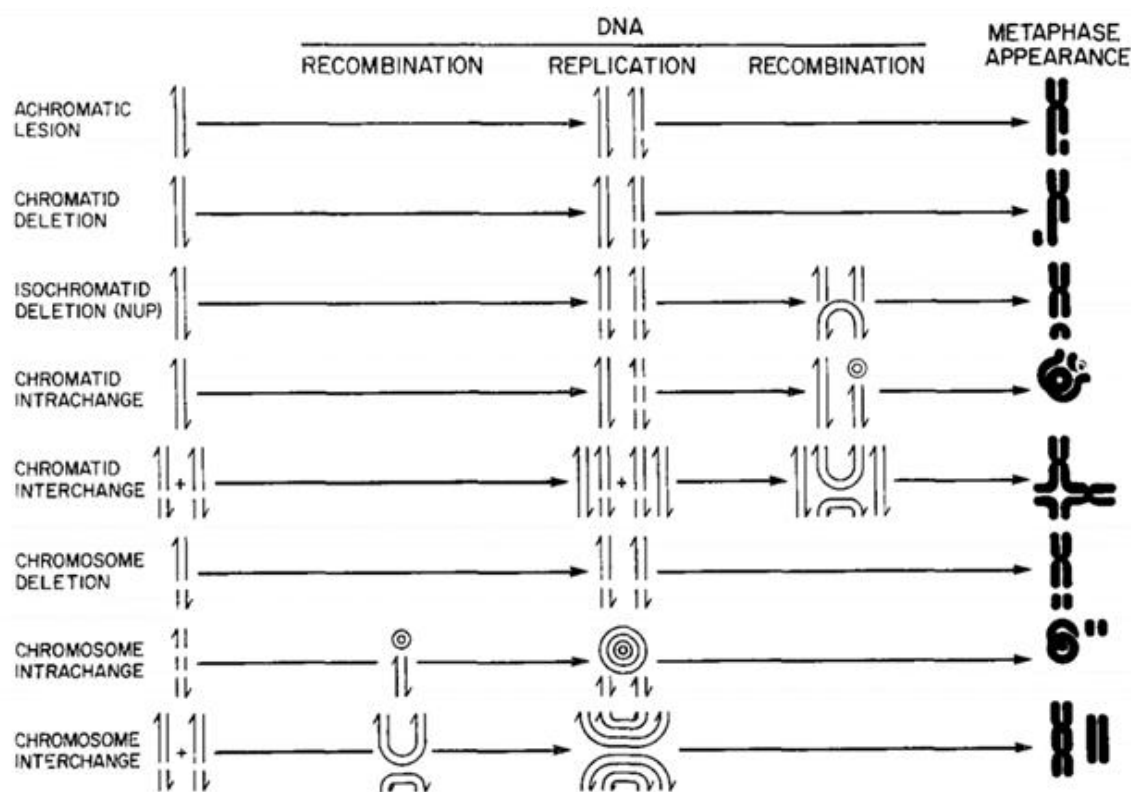 DNA
METAPHASE
APPEARANCE
RECOMBINATION
REPLICATION
RECOMBINATION
ACHROMATIC
LESION
CHROMATID
DELETION
ISOCHROMATID
DELETION (NUP)
CHROMATID
INTRACHANGE
CHROMATID
INTERCHANGE
+
+
CHROMOSOME
DELETION
CHROMOSOME
INTRACHANGE
CHROMOSOME
INTERCHANGE
+